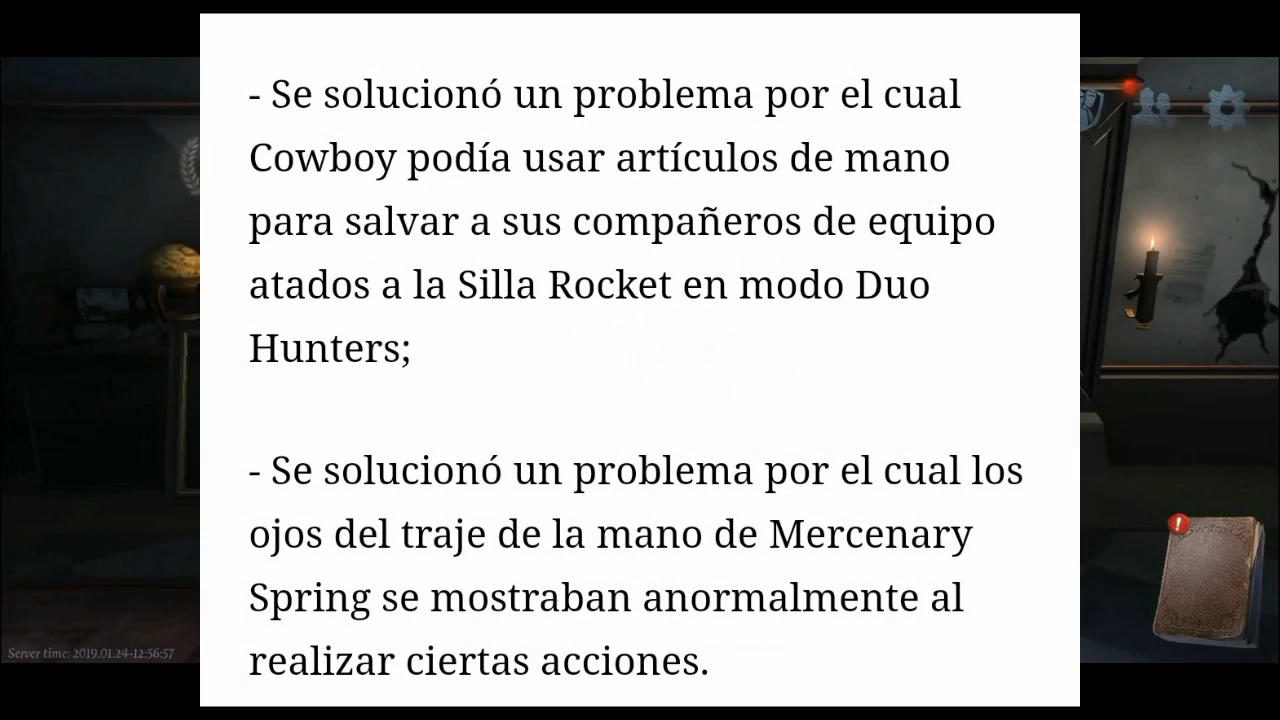 - Se solucionó un problema por el cual
Cowboy podía usar artículos de mano
para salvar a sus compañeros de equipo
atados a la Silla Rocket en modo Duo
Hunters;
- Se solucionó un problema por el cual los
ojos del traje de la mano de Mercenary
Spring se mostraban anormalmente al
realizar ciertas acciones.
Server time: 2019.01.24-12:56:57